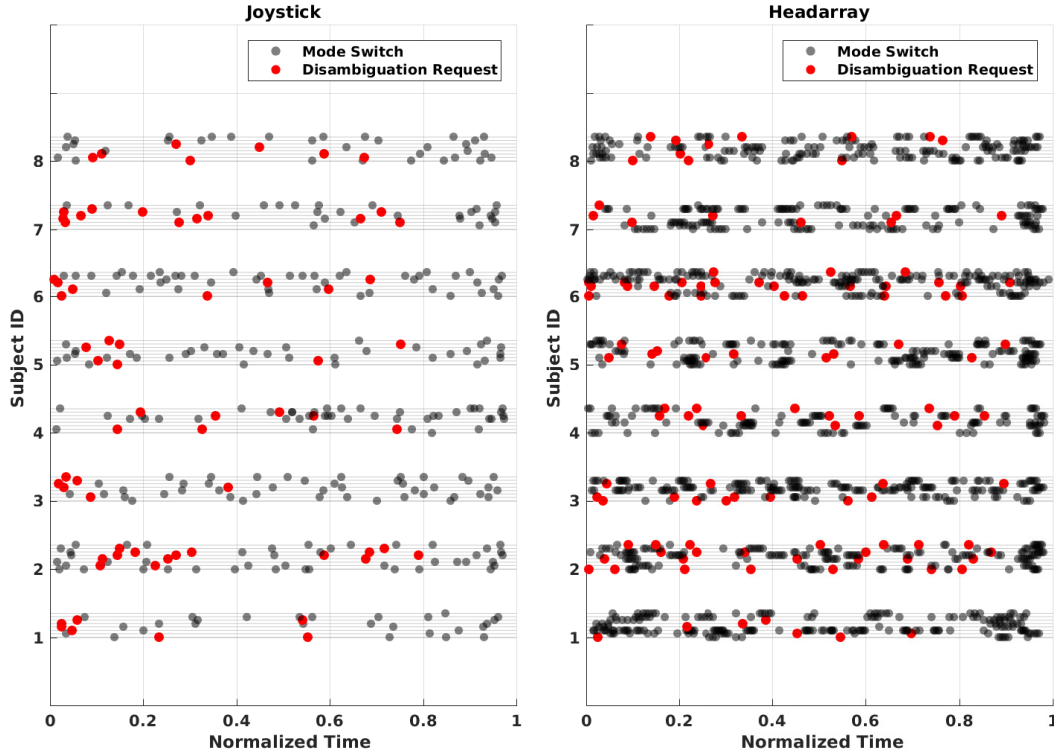 Joystick
Mode Switch
Disambiguation Request
8
7
6
5
4
3
2
1
Subject ID
0
0.2
0.4
0.6
0.8
1
Normalized Time
Headarray
Mode Switch
Disambiguation Request
8
7
6
5
4
3
2
1
Subject ID
0
0.2
0.4
0.6
0.8
1
Normalized Time